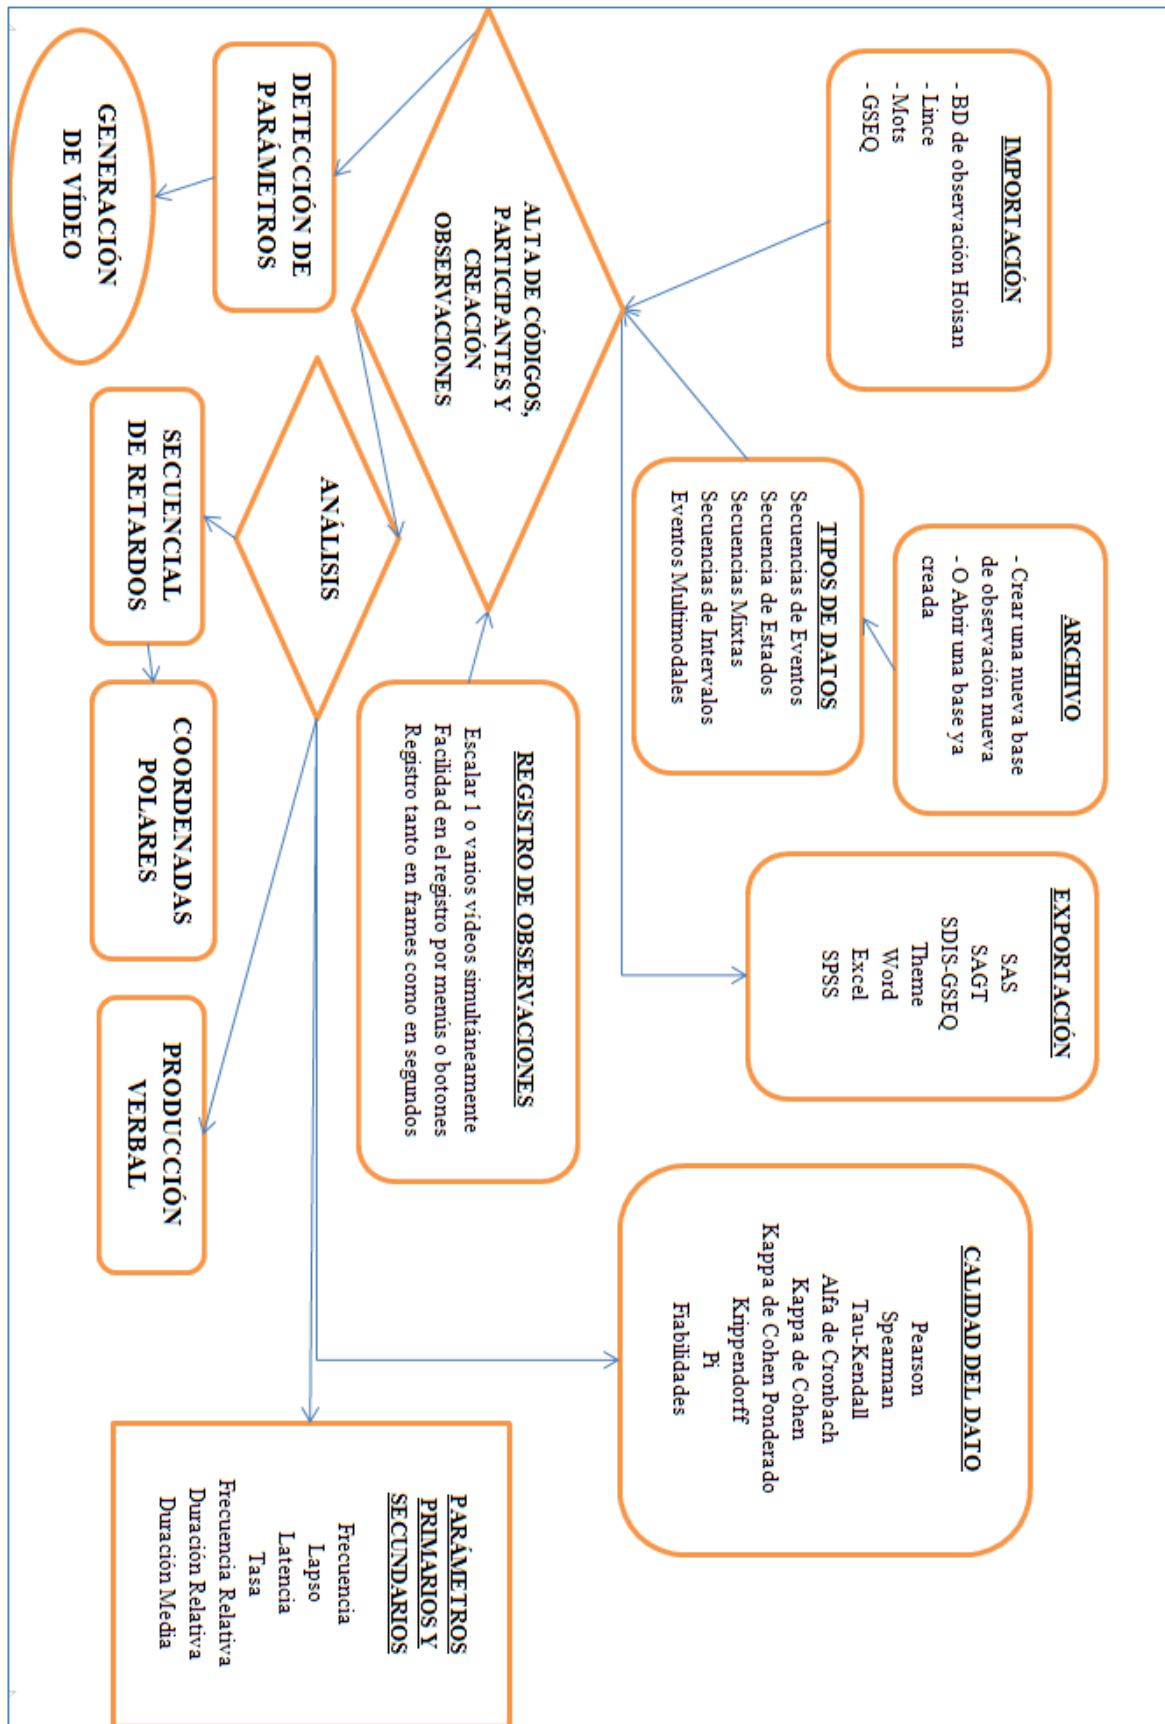 IMPORTACIÓN
- BD de observación Hoisan
- Lince
- Mots
- GSEQ
ARCHIVO
- Crear una nueva base
de observación nueva
- O Abrir una base ya
creada
EXPORTACIÓN
SAS
SAGT
SDIS-GSEQ
Theme
Word
Excel
SPSS
CALIDAD DEL DATO
Pearson
Spearman
Tau-Kendall
Alfa de Cronbach
Kappa de Cohen
Kappa de Cohen Ponderado
Krippendorff
Pi
Fiabilidades
TIPOS DE DATOS
Secuencias de Eventos
Secuencia de Estados
Secuencias Mixtas
Secuencias de Intervalos
Eventos Multimodales
ALTA DE CÓDIGOS,
PARTICIPANTES Y
CREACIÓN
OBSERVACIONES
REGISTRO DE OBSERVACIONES
Escalar 1 o varios vídeos simultáneamente
Facilidad en el registro por menús o botones
Registro tanto en frames como en segundos
DETECCIÓN DE
PARÁMETROS
ANÁLISIS
PARÁMETROS
PRIMARIOS Y
SECUNDARIOS
Frecuencia
Lapso
Latencia
Tasa
Frecuencia Relativa
Duración Relativa
Duración Media
GENERACIÓN
DE VÍDEO
SECUENCIAL
DE RETARDOS
COORDENADAS
POLARES
PRODUCCIÓN
VERBAL